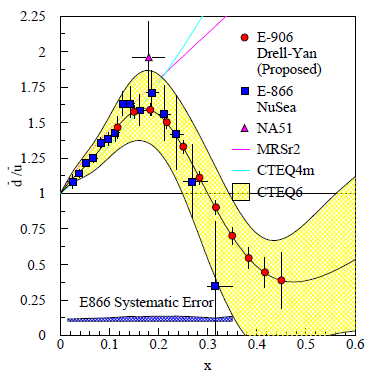 d̄/ū
2.25
2
1.75
1.5
1.25
1
0.75
0.5
0.25
0
E-906
Drell-Yan
(Proposed)
E-866
NuSea
NA51
MRSr2
CTEQ4m
CTEQ6
E866 Systematic Error
0 0.1 0.2 0.3 0.4 0.5 0.6
x